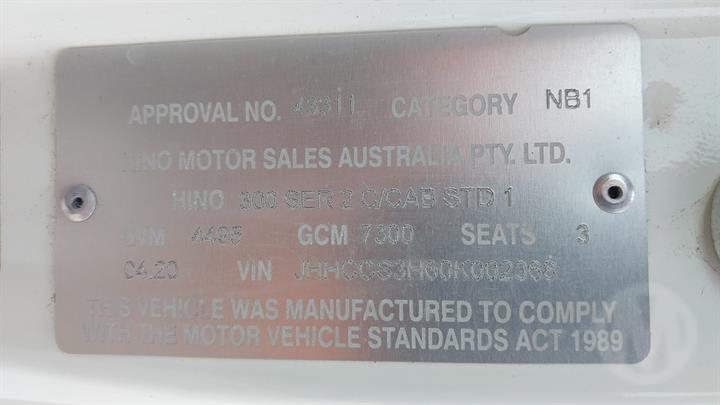 APPROVAL NO. 48311 CATEGORY NB1
HINO MOTOR SALES AUSTRALIA PTY. LTD.
HINO 300 SER 2 C/CAB STD 1
GVM 4495 GCM 7300 SEATS 3
04.20 VIN
THIS VEHICLE WAS MANUFACTURED TO COMPLY
WITH THE MOTOR VEHICLE STANDARDS ACT 1989